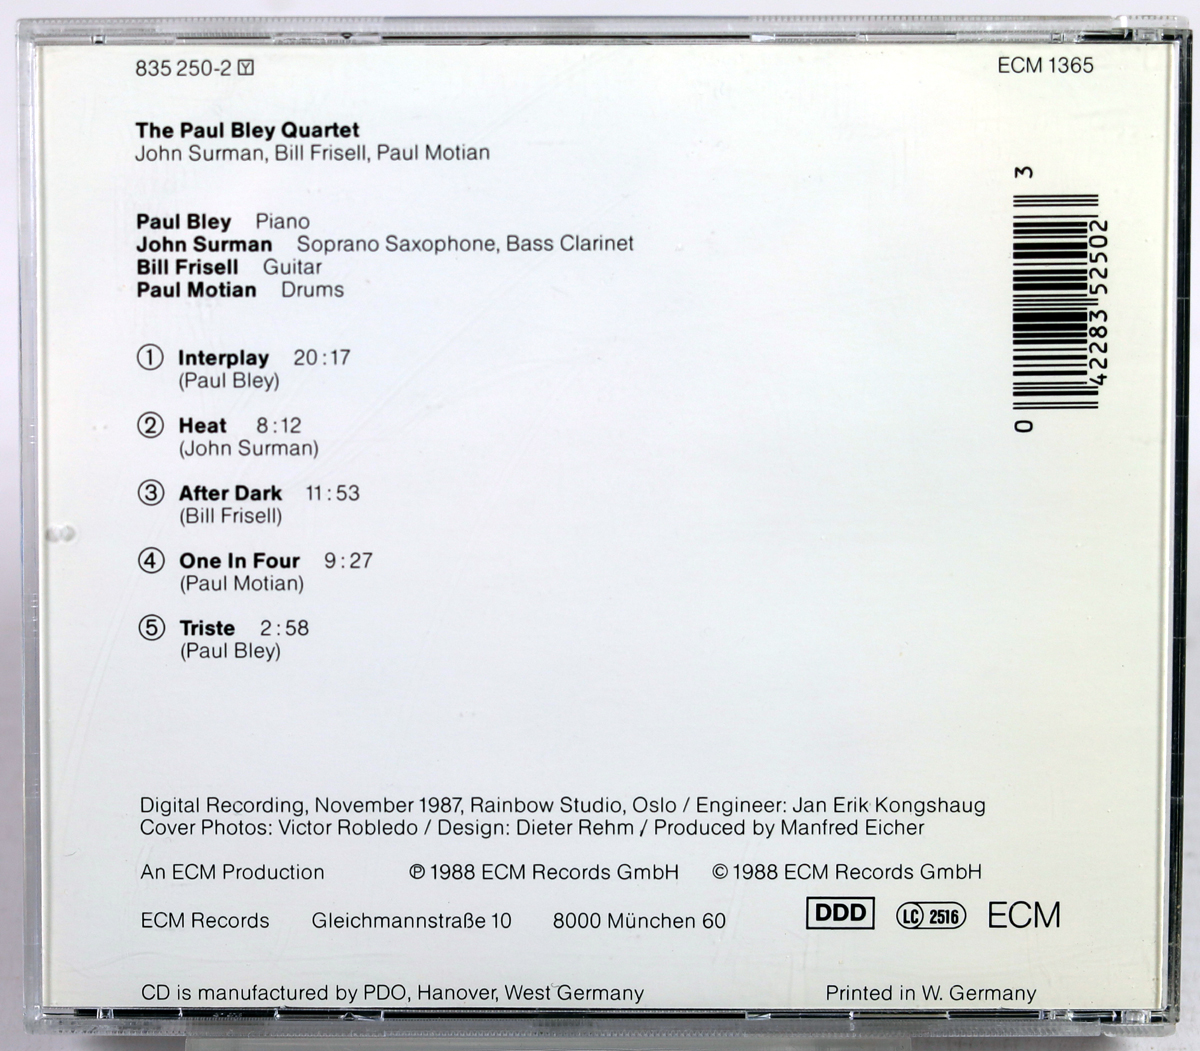 835 250-2 Y
ECM 1365
The Paul Bley Quartet
John Surman, Bill Frisell, Paul Motian
Paul Bley Piano
John Surman Soprano Saxophone, Bass Clarinet
Bill Frisell Guitar
Paul Motian Drums
1 Interplay 20:17
(Paul Bley)
2 Heat 8:12
(John Surman)
3 After Dark 11:53
(Bill Frisell)
4 One In Four 9:27
(Paul Motian)
5 Triste 2:58
(Paul Bley)
0 42283 52502 3
Digital Recording, November 1987, Rainbow Studio, Oslo / Engineer: Jan Erik Kongshaug
Cover Photos: Victor Robledo / Design: Dieter Rehm / Produced by Manfred Eicher
An ECM Production ℗ 1988 ECM Records GmbH © 1988 ECM Records GmbH
ECM Records Gleichmannstraße 10 8000 München 60 DDD LC 2516 ECM
CD is manufactured by PDO, Hanover, West Germany Printed in W. Germany